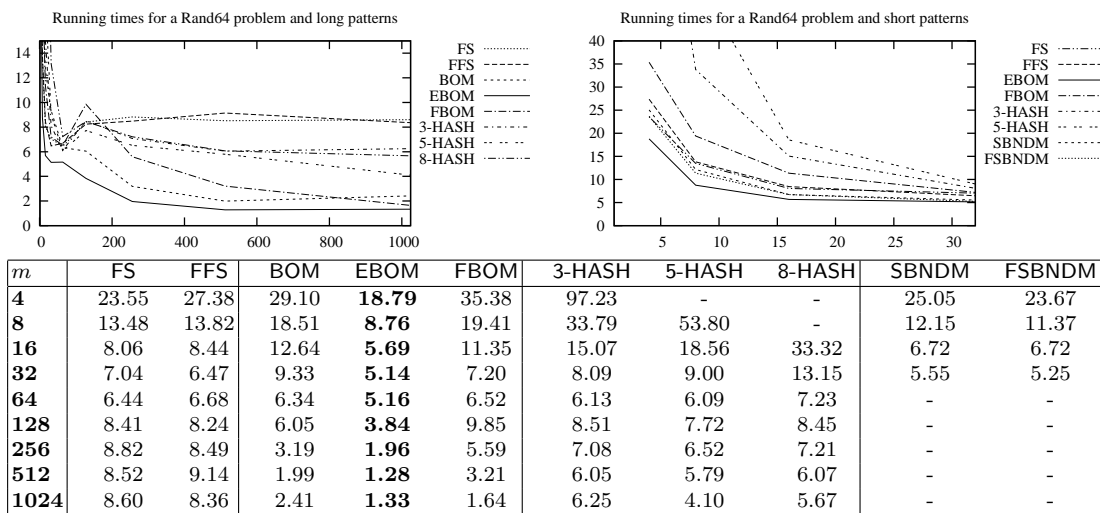 Running times for a Rand64 problem and long patterns
14
12
10
8
6
4
2
0
0 200 400 600 800 1000
FS
FFS
BOM
EBOM
FBOM
3-HASH
5-HASH
8-HASH
Running times for a Rand64 problem and short patterns
40
35
30
25
20
15
10
5
0
5 10 15 20 25 30
FS
FFS
EBOM
FBOM
3-HASH
5-HASH
SBNDM
FSBNDM
m FS FFS BOM EBOM FBOM 3-HASH 5-HASH 8-HASH SBNDM FSBNDM
4 23.55 27.38 29.10 18.79 35.38 97.23 - - 25.05 23.67
8 13.48 13.82 18.51 8.76 19.41 33.79 53.80 - 12.15 11.37
16 8.06 8.44 12.64 5.69 11.35 15.07 18.56 33.32 6.72 6.72
32 7.04 6.47 9.33 5.14 7.20 8.09 9.00 13.15 5.55 5.25
64 6.44 6.68 6.34 5.16 6.52 6.13 6.09 7.23 - -
128 8.41 8.24 6.05 3.84 9.85 8.51 7.72 8.45 - -
256 8.82 8.49 3.19 1.96 5.59 7.08 6.52 7.21 - -
512 8.52 9.14 1.99 1.28 3.21 6.05 5.79 6.07 - -
1024 8.60 8.36 2.41 1.33 1.64 6.25 4.10 5.67 - -